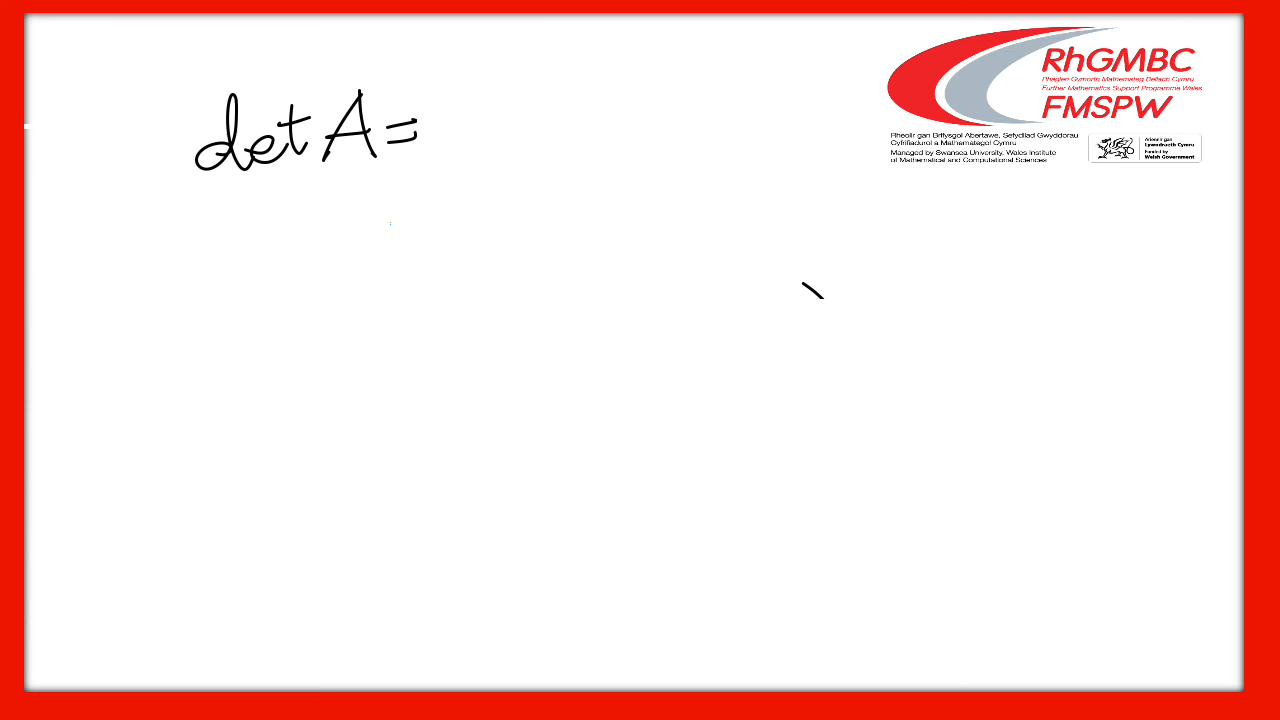 det A =
RhGMBC
Rhaglen Gymorth Mathemateg Bellach Cymru
Further Mathematics Support Programme Wales
FMSPW
Rheolir gan Brifysgol Abertawe, Sefydliad Gwyddorau
Cyfrifiadurol a Mathemategol Cymru
Managed by Swansea University, Wales Institute
of Mathematical and Computational Sciences
Ariennir gan
Lywodraeth Cymru
Funded by
Welsh Government